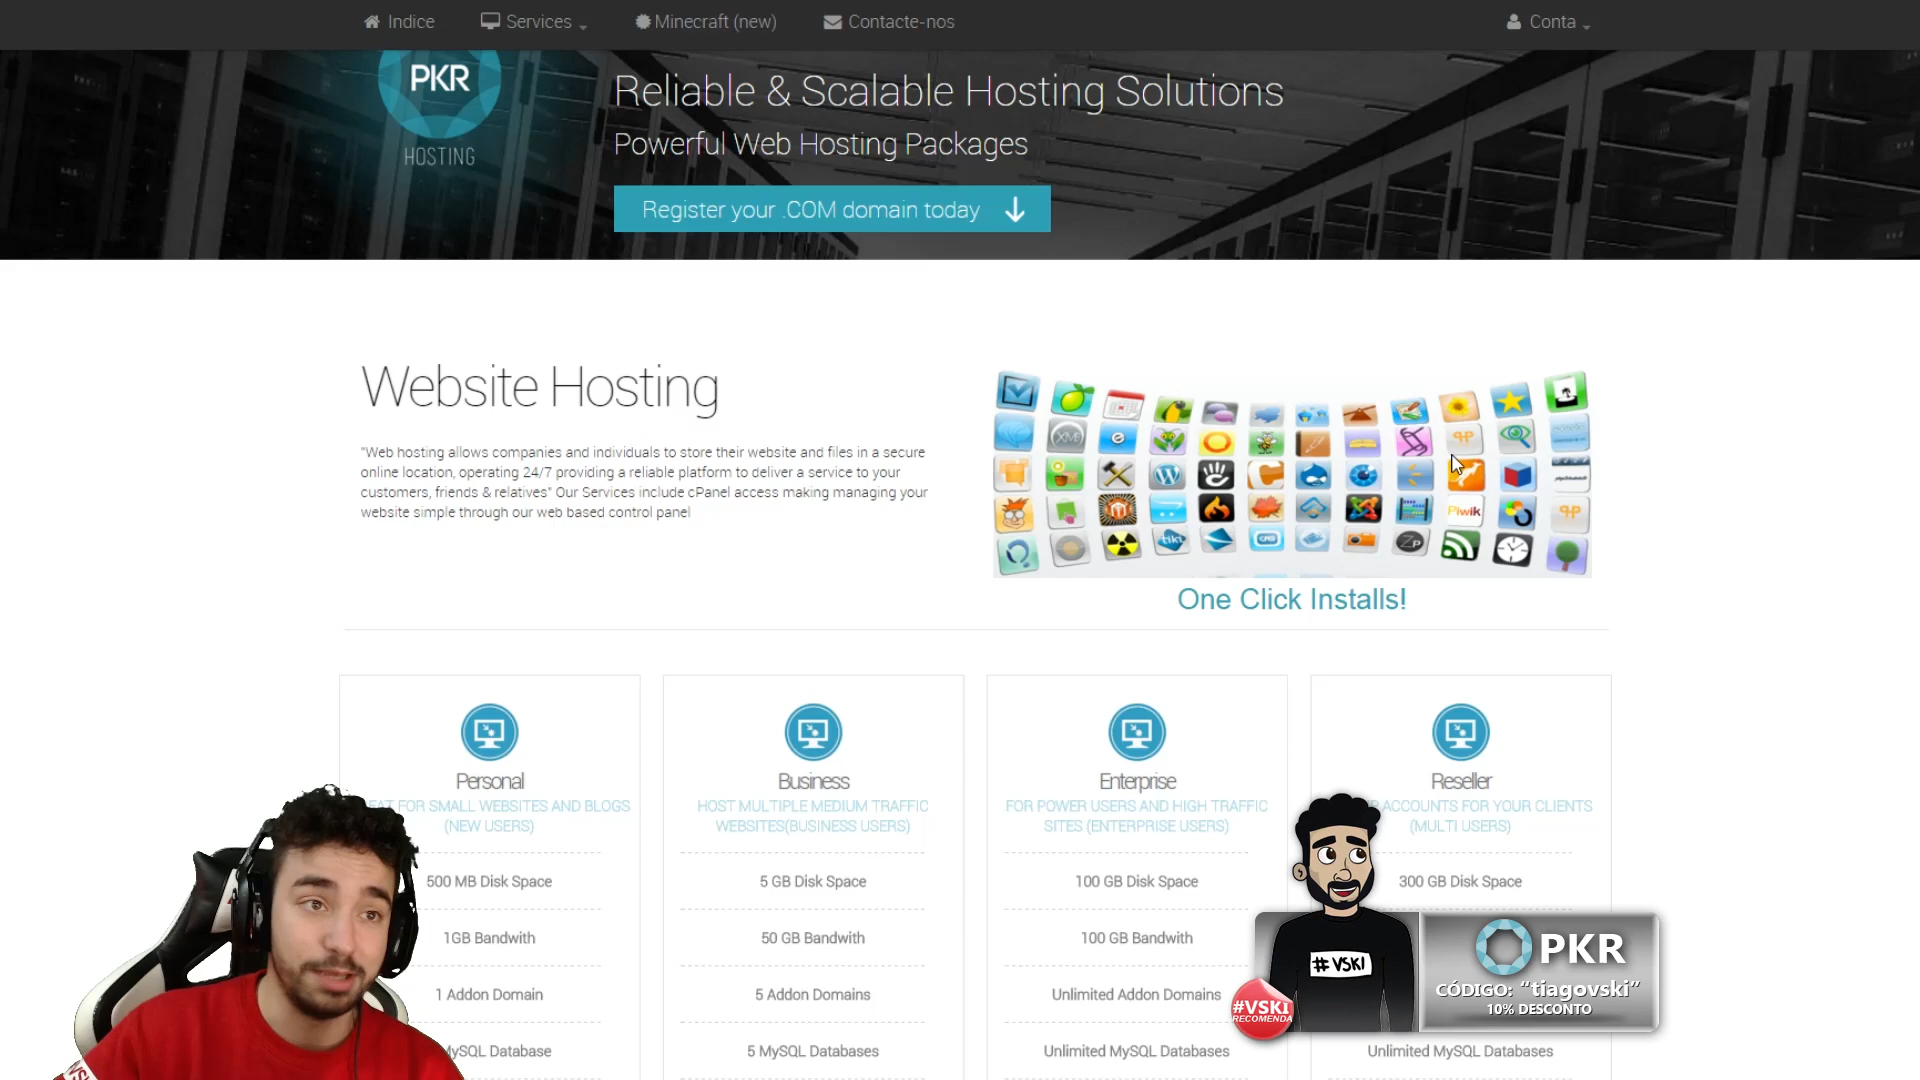 Indice
Services
Minecraft (new)
Contacte-nos
Conta
PKR
HOSTING
Reliable & Scalable Hosting Solutions
Powerful Web Hosting Packages
Register your .COM domain today
Website Hosting
"Web hosting allows companies and individuals to store their website and files in a secure
online location, operating 24/7 providing a reliable platform to deliver a service to your
customers, friends & relatives" Our Services include cPanel access making managing your
website simple through our web based control panel
Piwik
tiki
One Click Installs!
Personal
FOR SMALL WEBSITES AND BLOGS
(NEW USERS)
500 MB Disk Space
1GB Bandwith
1 Addon Domain
MySQL Database
Business
HOST MULTIPLE MEDIUM TRAFFIC
WEBSITES(BUSINESS USERS)
5 GB Disk Space
50 GB Bandwith
5 Addon Domains
5 MySQL Databases
Enterprise
FOR POWER USERS AND HIGH TRAFFIC
SITES (ENTERPRISE USERS)
100 GB Disk Space
100 GB Bandwith
Unlimited Addon Domains
Unlimited MySQL Databases
Reseller
ACCOUNTS FOR YOUR CLIENTS
(MULTI USERS)
300 GB Disk Space
Unlimited MySQL Databases
#VSKI
#VSKI
RECOMENDA
PKR
CÓDIGO: "tiagovski"
10% DESCONTO